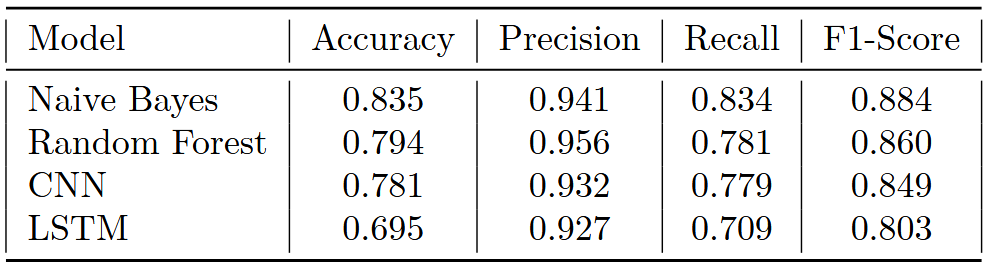 Model Accuracy Precision Recall F1-Score
Naive Bayes 0.835 0.941 0.834 0.884
Random Forest 0.794 0.956 0.781 0.860
CNN 0.781 0.932 0.779 0.849
LSTM 0.695 0.927 0.709 0.803